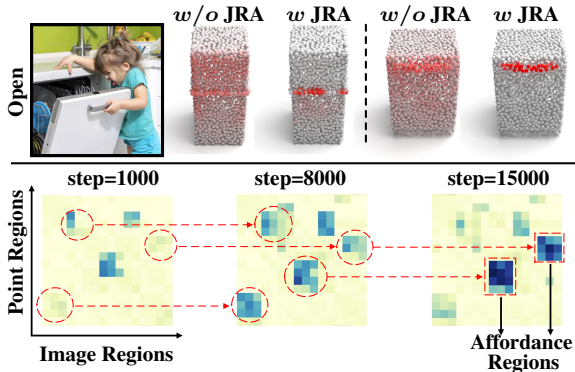 w/o JRA w JRA w/o JRA w JRA
Open
step=1000 step=8000 step=15000
Point Regions
Image Regions
Affordance
Regions